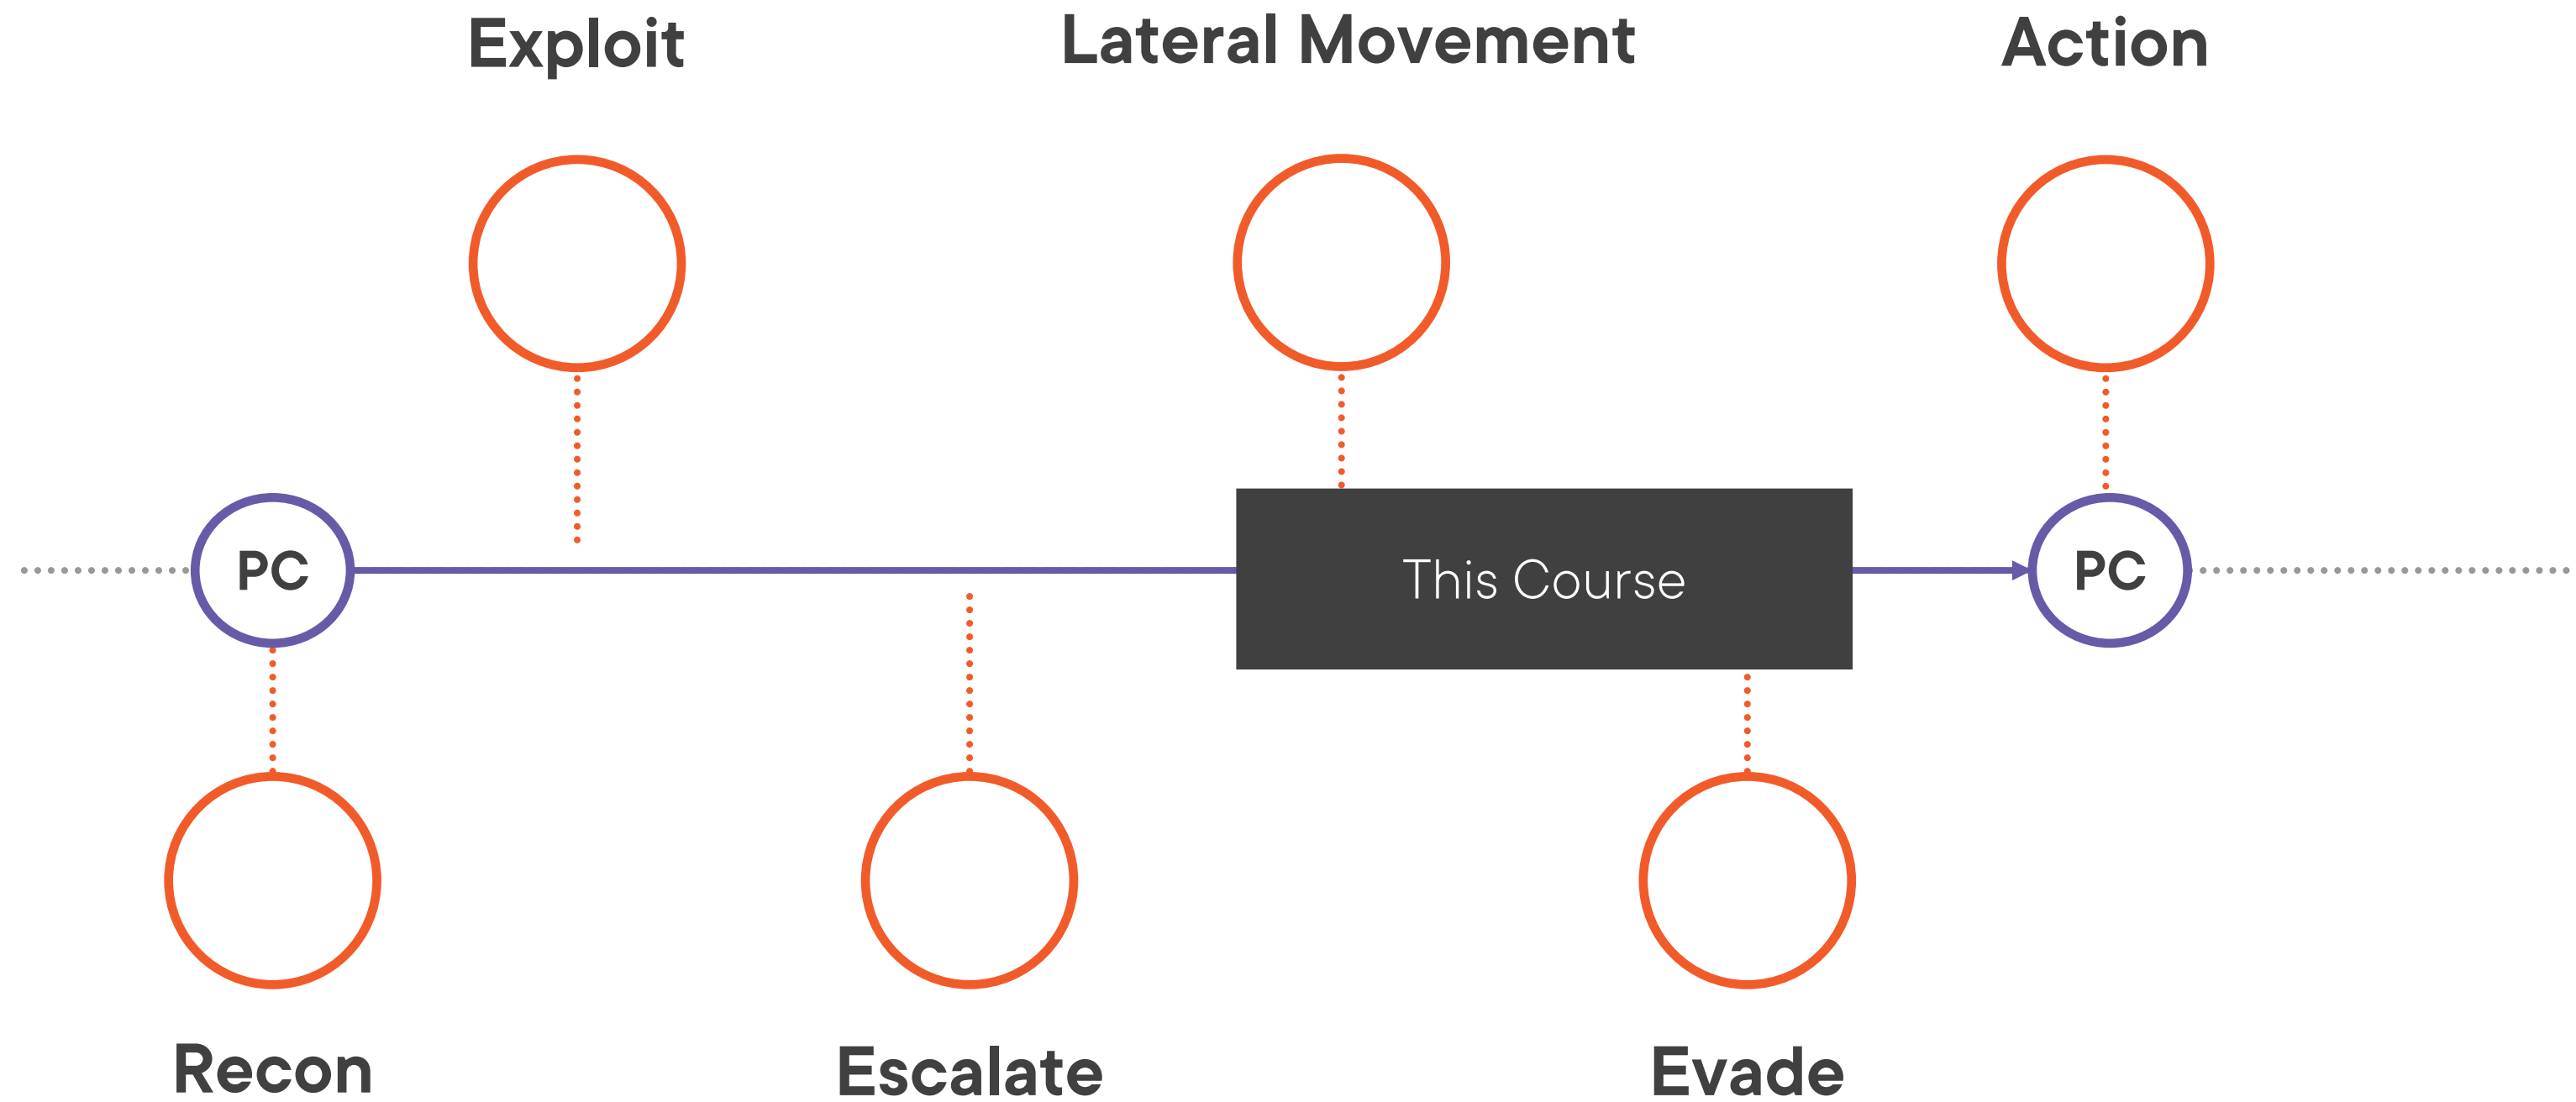 Exploit
Lateral Movement
Action
PC
This Course
PC
Recon
Escalate
Evade